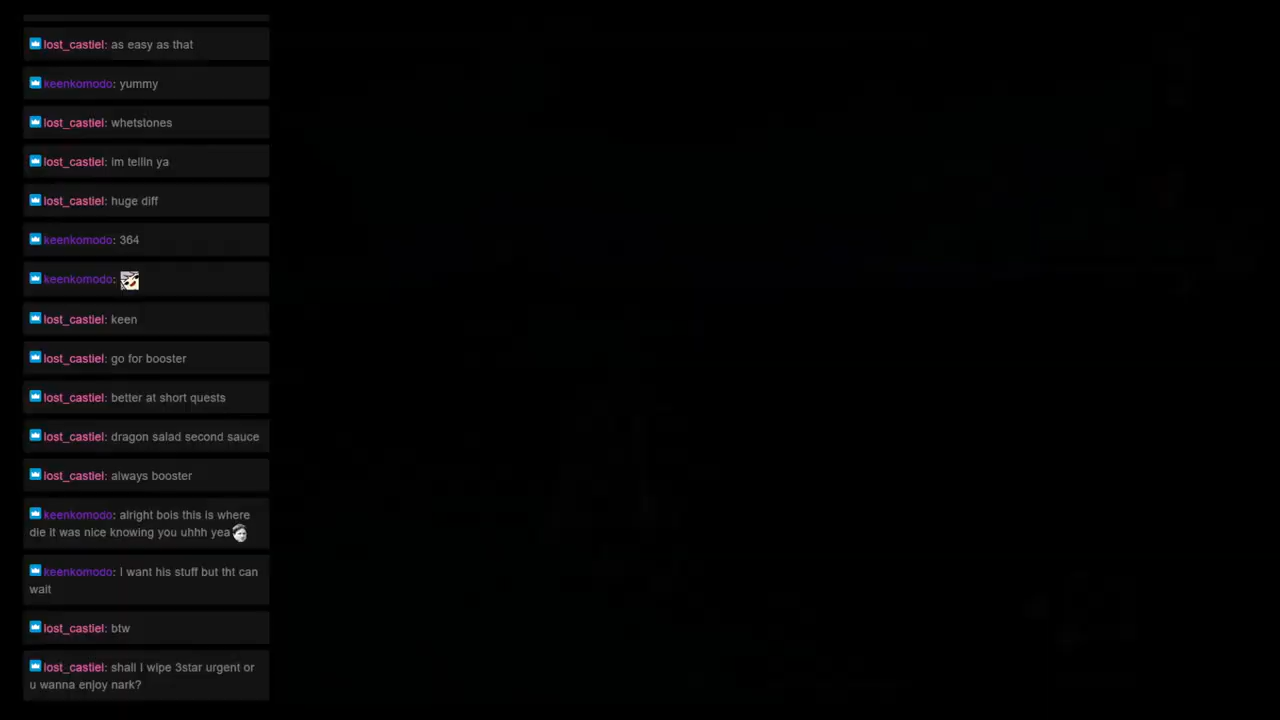 lost_castiel: as easy as that
keenkomodo: yummy
lost_castiel: whetstones
lost_castiel: im tellin ya
lost_castiel: huge diff
keenkomodo: 364
keenkomodo:
lost_castiel: keen
lost_castiel: go for booster
lost_castiel: better at short quests
lost_castiel: dragon salad second sauce
lost_castiel: always booster
keenkomodo: alright bois this is where
die it was nice knowing you uhhh yea
keenkomodo: I want his stuff but tht can
wait
lost_castiel: btw
lost_castiel: shall I wipe 3star urgent or
u wanna enjoy nark?